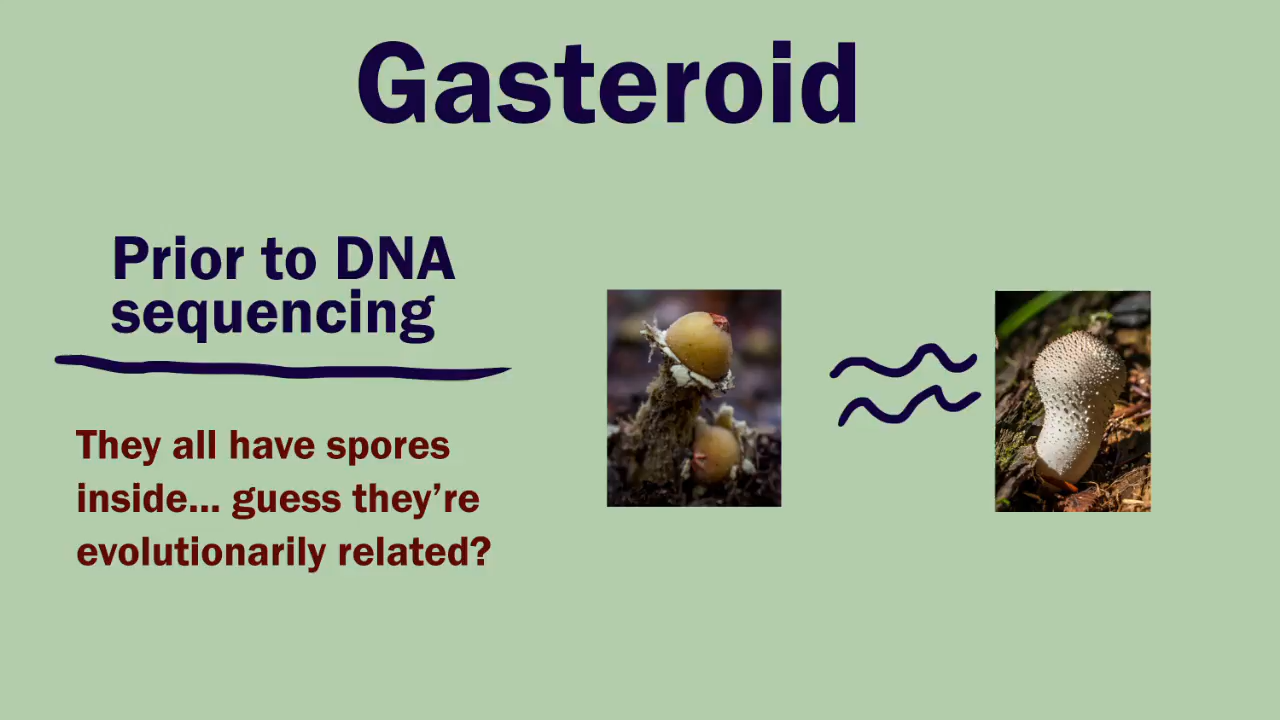 Gasteroid
Prior to DNA
sequencing
They all have spores
inside... guess they’re
evolutionarily related?